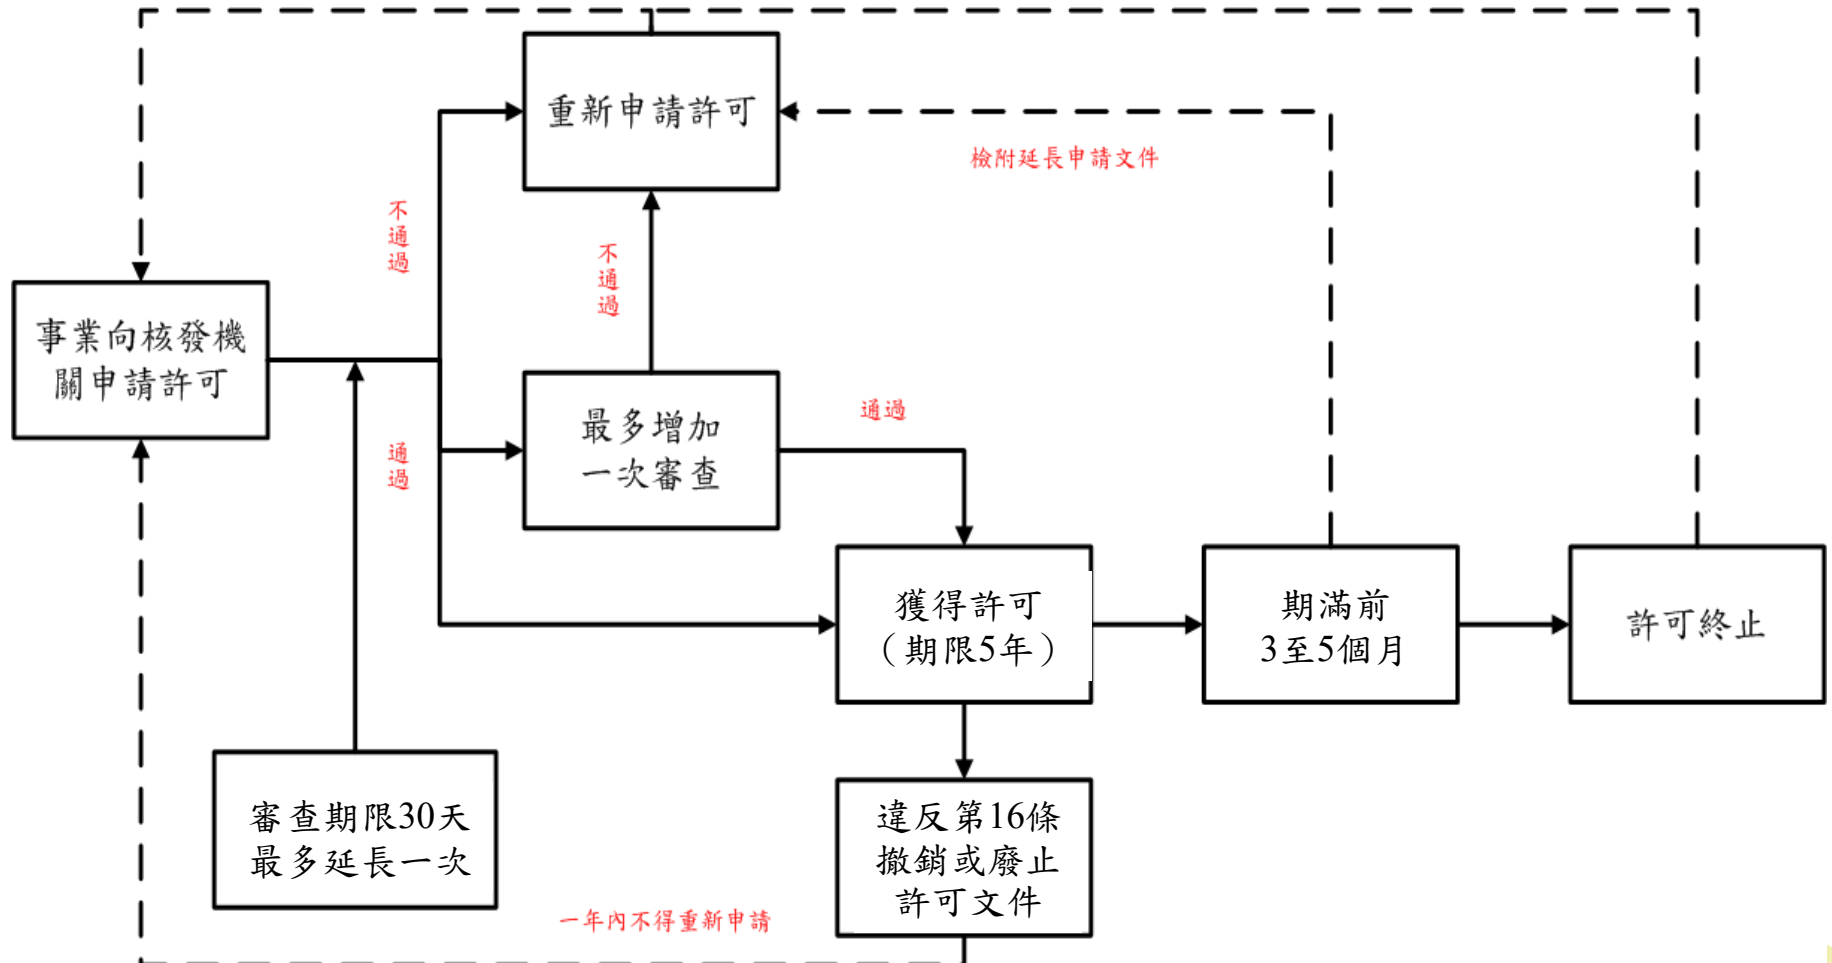 重新申請許可
檢附延長申請文件
不通過
不通過
事業向核發機
關申請許可
最多增加
一次審查
通過
通過
獲得許可
（期限5年）
期滿前
3至5個月
許可終止
審查期限30天
最多延長一次
違反第16條
撤銷或廢止
許可文件
一年內不得重新申請